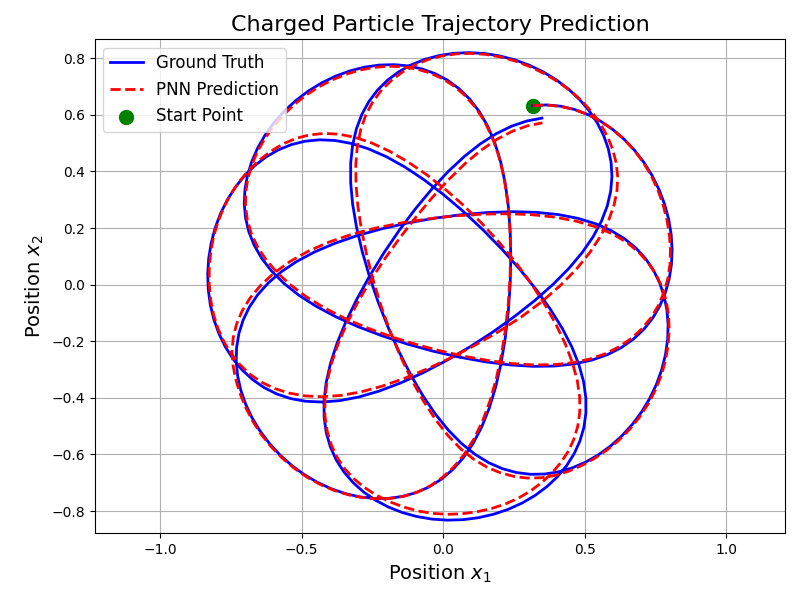 Charged Particle Trajectory Prediction
Ground Truth
PNN Prediction
Start Point
Position x₂
0.8
0.6
0.4
0.2
0.0
−0.2
−0.4
−0.6
−0.8
−1.0 −0.5 0.0 0.5 1.0
Position x₁